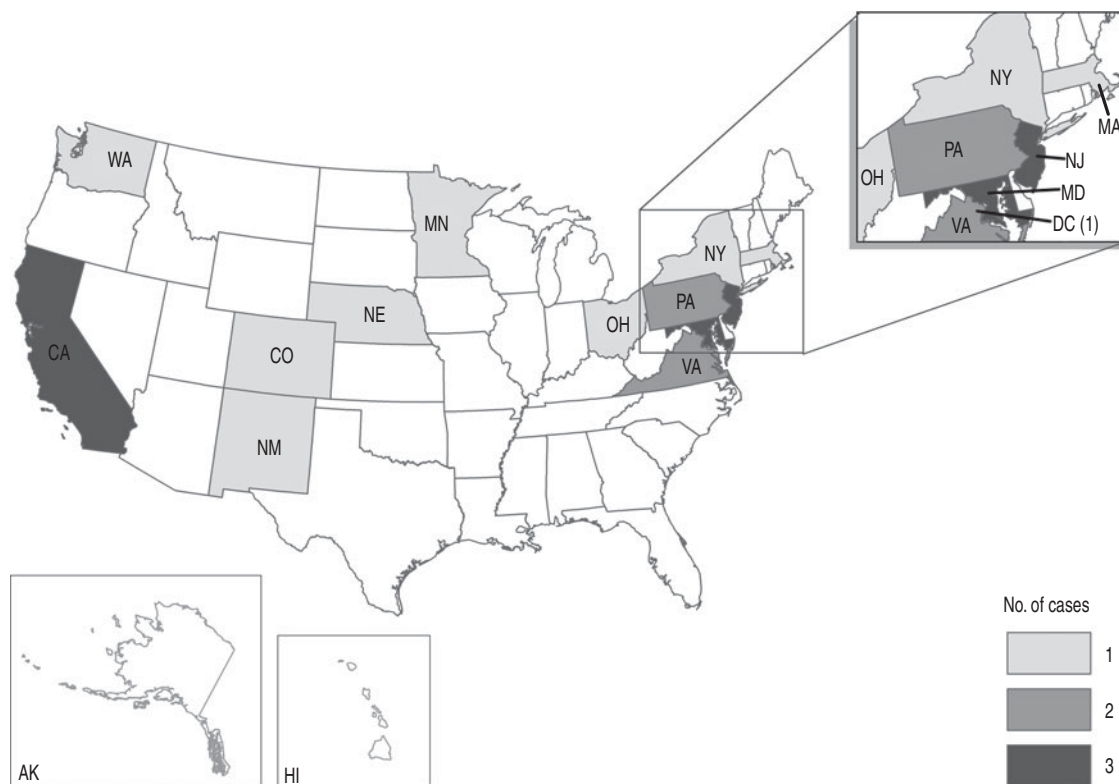 NY
MA
PA
NJ
OH
MD
DC (1)
VA
WA
MN
NY
NE
PA
OH
CO
CA
VA
NM
No. of cases
1
2
3
AK
HI